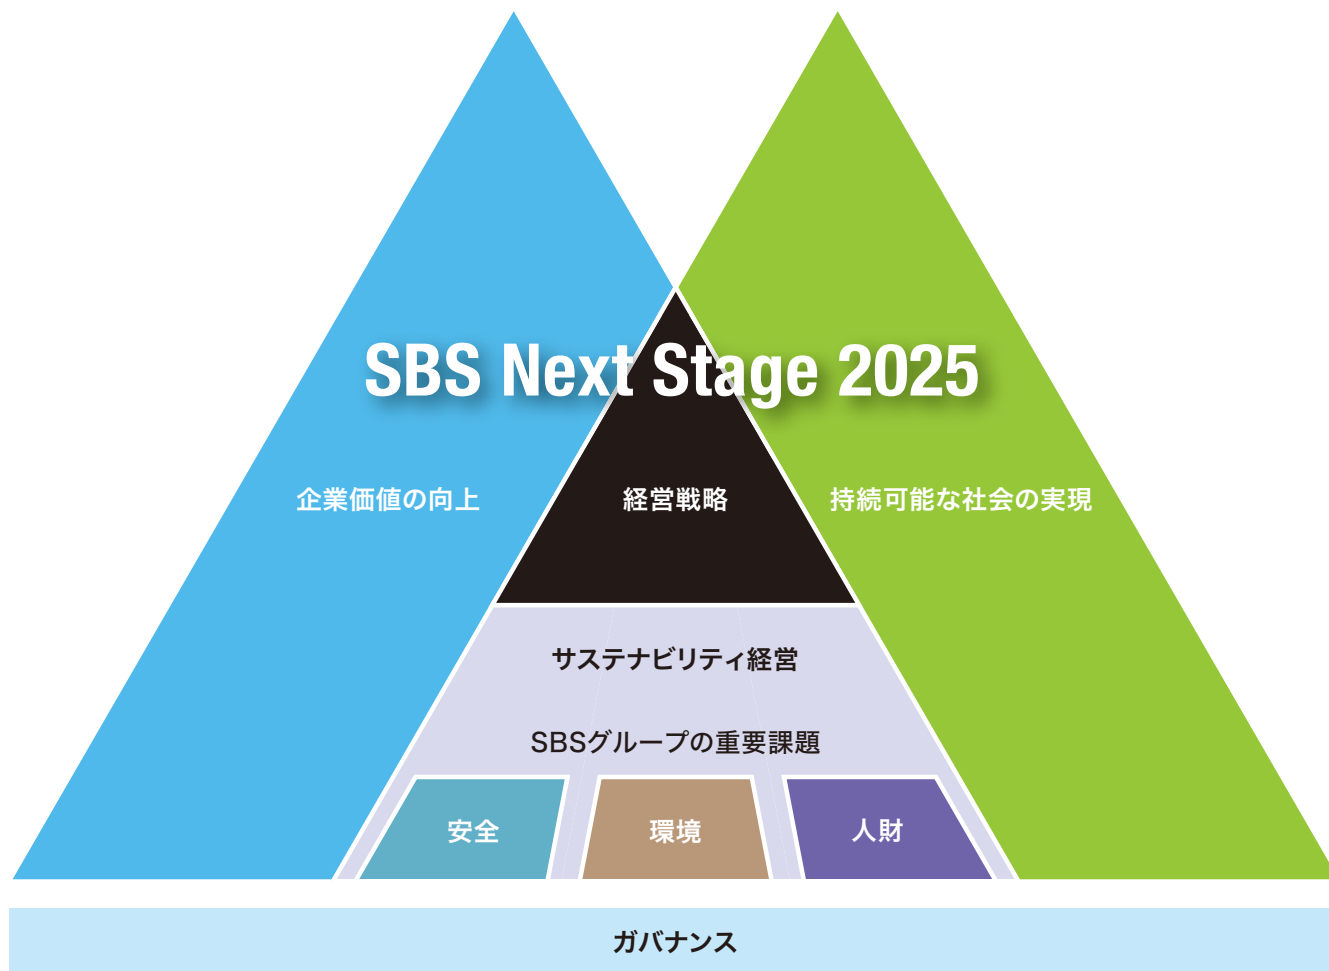 SBS Next Stage 2025
企業価値の向上
経営戦略
持続可能な社会の実現
サステナビリティ経営
SBSグループの重要課題
安全
環境
人財
ガバナンス